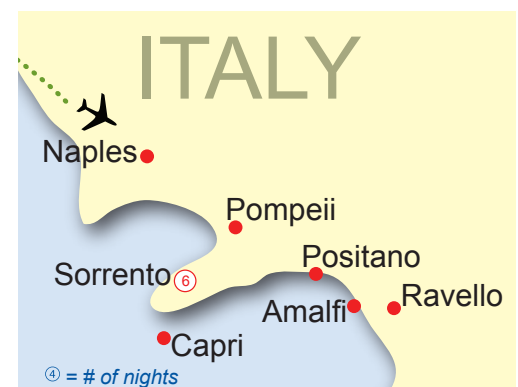 ITALY
Naples
Pompeii
Positano
Sorrento 6
Ravello
Amalfi
Capri
4 = # of nights